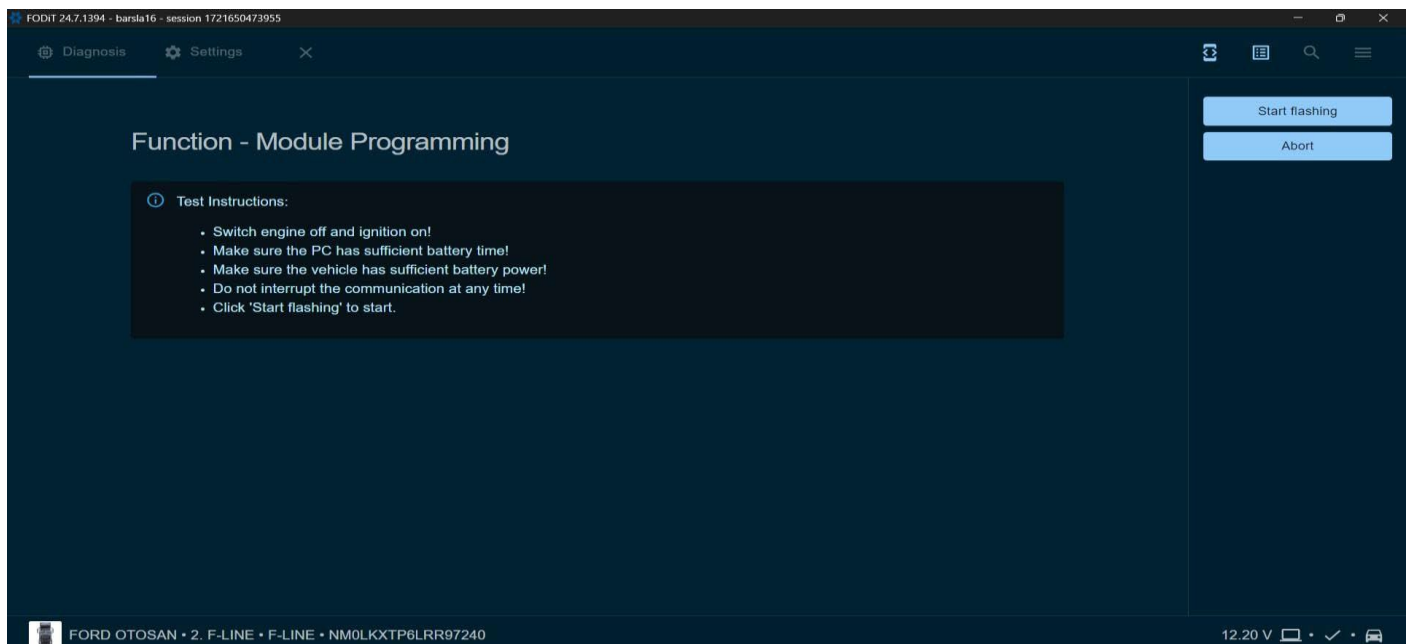 FODiT 24.7.1394 - barsla16 - session 1721650473955
Diagnosis Settings
Start flashing
Abort
Function - Module Programming
Test Instructions:
• Switch engine off and ignition on!
• Make sure the PC has sufficient battery time!
• Make sure the vehicle has sufficient battery power!
• Do not interrupt the communication at any time!
• Click 'Start flashing' to start.
FORD OTOSAN • 2. F-LINE • F-LINE • NM0LKXTP6LRR97240
12.20 V